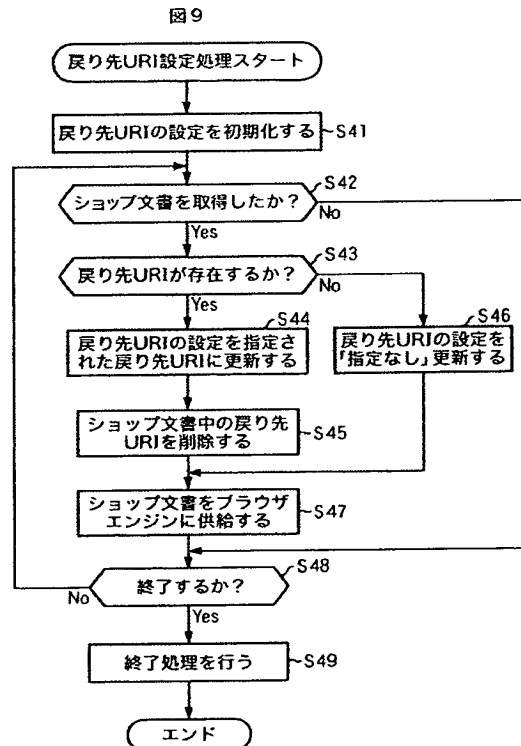 図9
戻り先URI設定処理スタート
戻り先URIの設定を初期化する
S41
ショップ文書を取得したか?
S42
No
Yes
戻り先URIが存在するか?
S43
No
Yes
戻り先URIの設定を指定さ
れた戻り先URIに更新する
S44
戻り先URIの設定を
「指定なし」更新する
S46
ショップ文書中の戻り先
URIを削除する
S45
ショップ文書をブラウザ
エンジンに供給する
S47
終了するか?
S48
No
Yes
終了処理を行う
S49
エンド